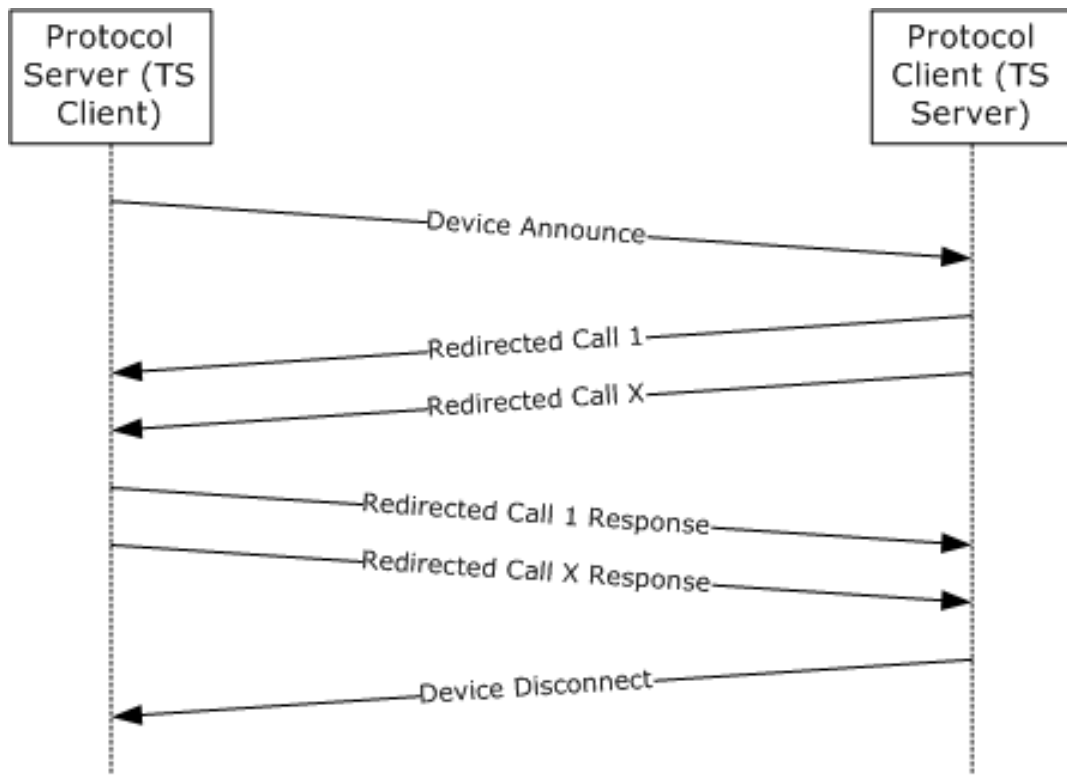 Protocol
Server (TS
Client)
Protocol
Client (TS
Server)
Device Announce
Redirected Call 1
Redirected Call X
Redirected Call 1 Response
Redirected Call X Response
Device Disconnect